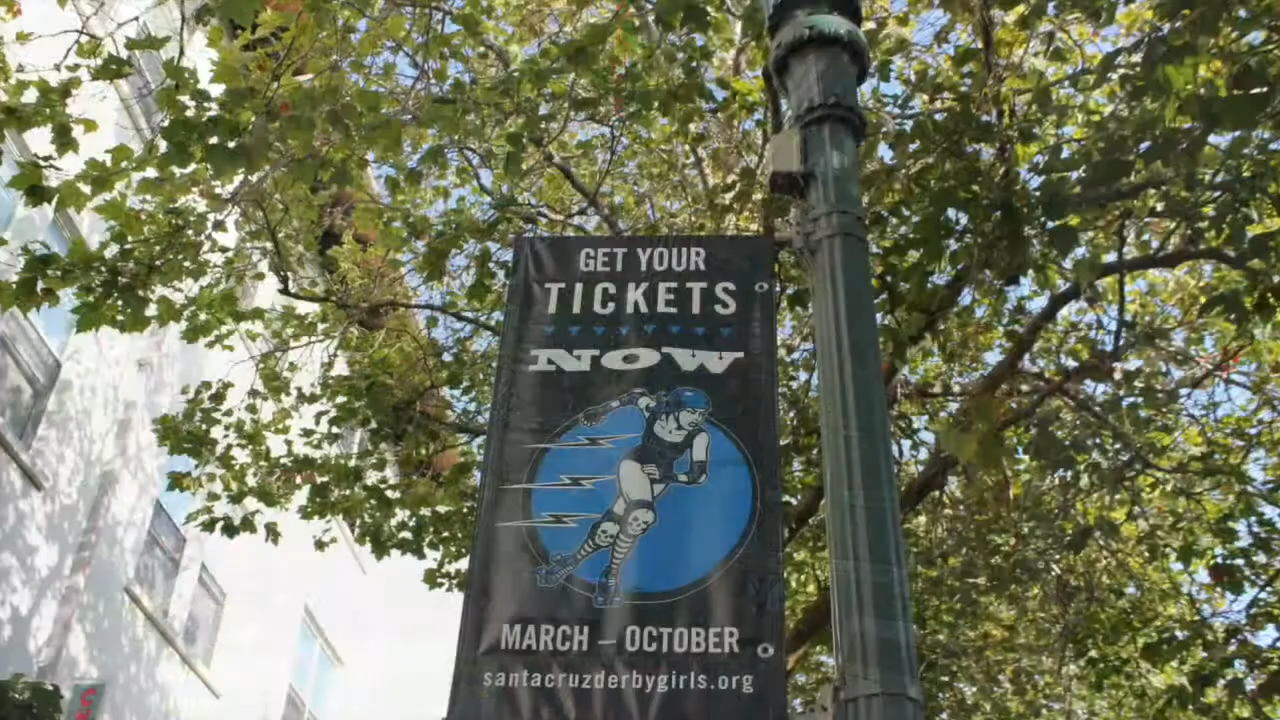 GET YOUR
TICKETS
NOW
MARCH – OCTOBER
santacruzderbygirls.org